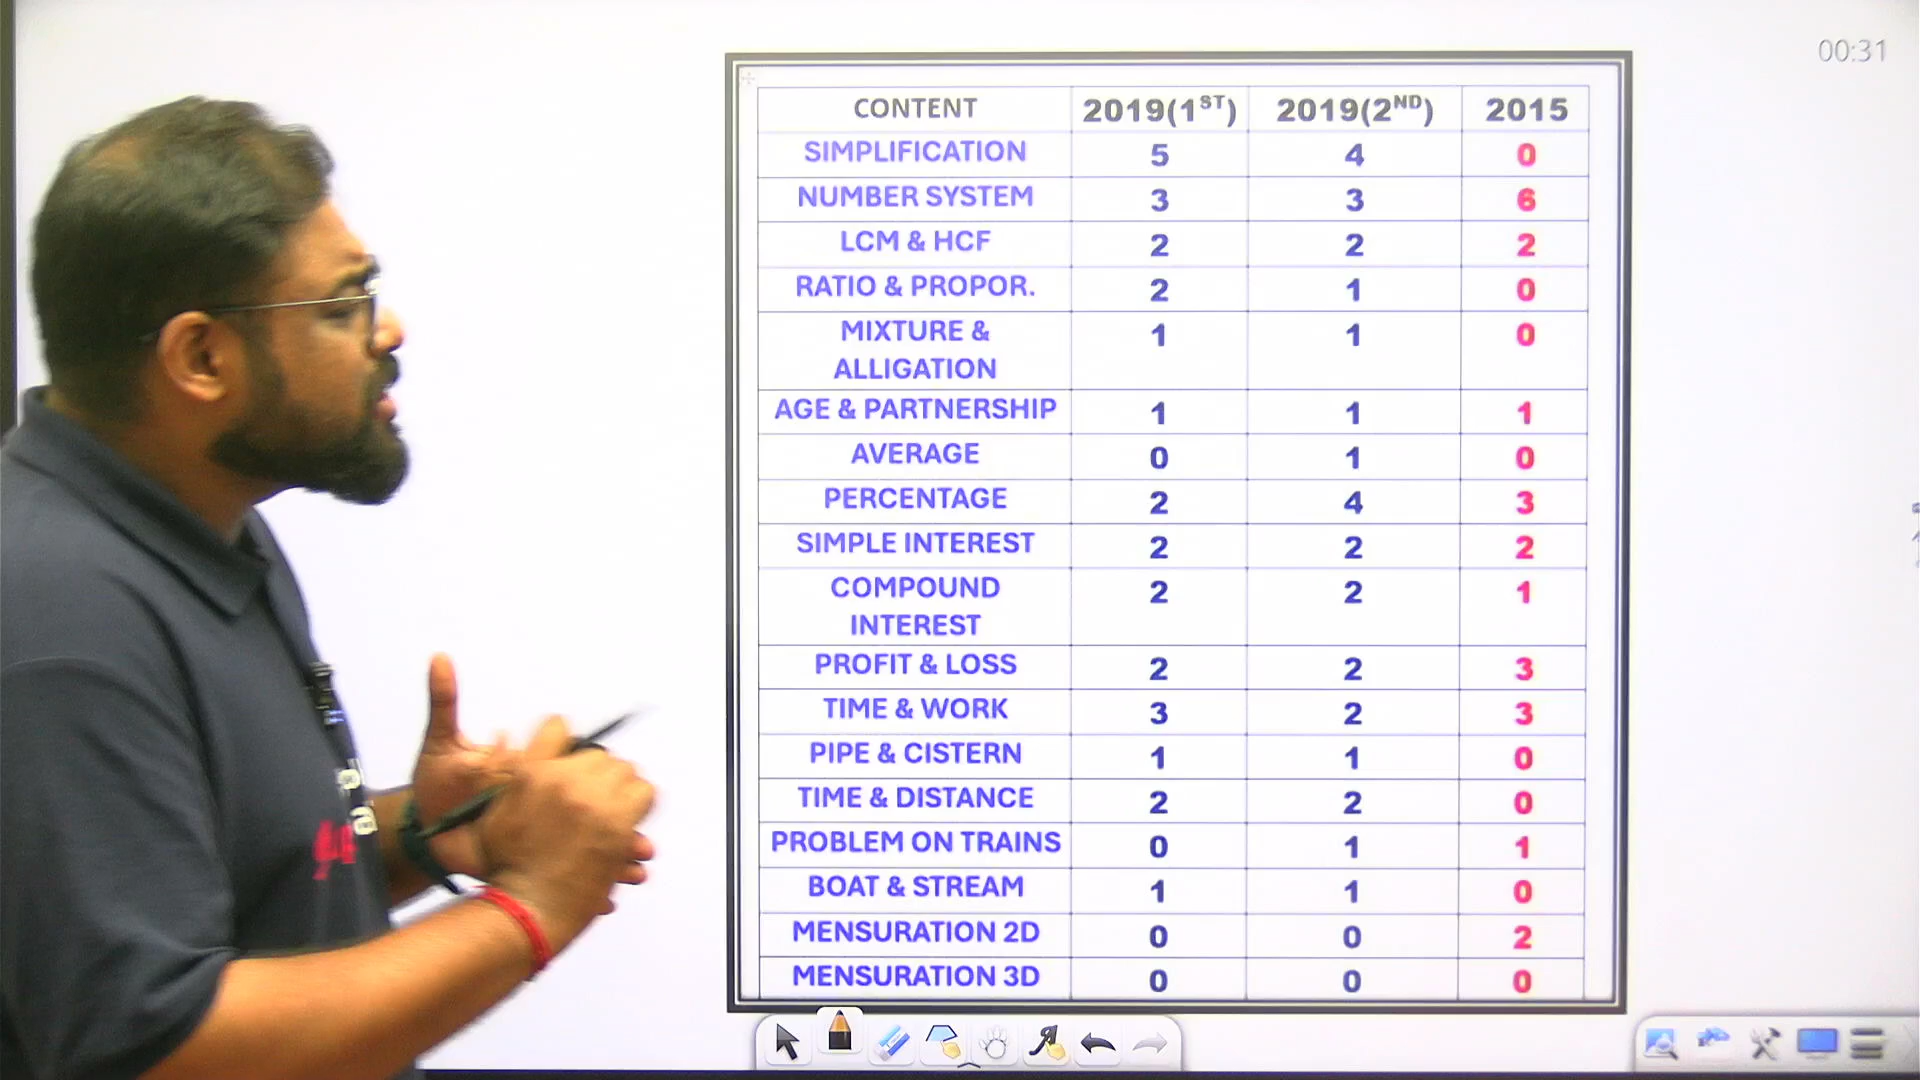 00:31
CONTENT 2019(1ST) 2019(2ND) 2015
SIMPLIFICATION 5 4 0
NUMBER SYSTEM 3 3 6
LCM & HCF 2 2 2
RATIO & PROPOR. 2 1 0
MIXTURE & 1 1 0
ALLIGATION
AGE & PARTNERSHIP 1 1 1
AVERAGE 0 1 0
PERCENTAGE 2 4 3
SIMPLE INTEREST 2 2 2
COMPOUND 2 2 1
INTEREST
PROFIT & LOSS 2 2 3
TIME & WORK 3 2 3
PIPE & CISTERN 1 1 0
TIME & DISTANCE 2 2 0
PROBLEM ON TRAINS 0 1 1
BOAT & STREAM 1 1 0
MENSURATION 2D 0 0 2
MENSURATION 3D 0 0 0